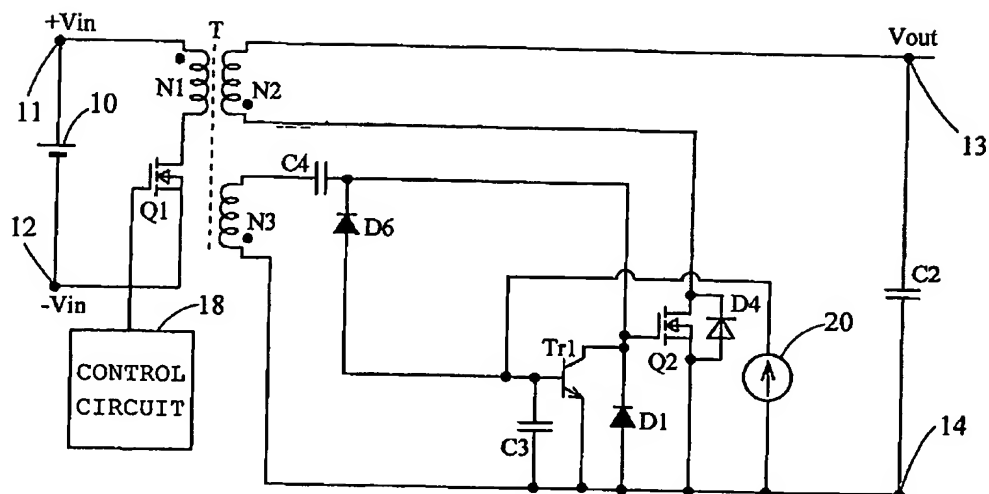 +Vin
T
Vout
11
10
N1
N2
13
C4
12
Q1
N3
D6
-Vin
18
C2
D4
20
Tr1
Q2
CONTROL
CIRCUIT
C3
D1
14